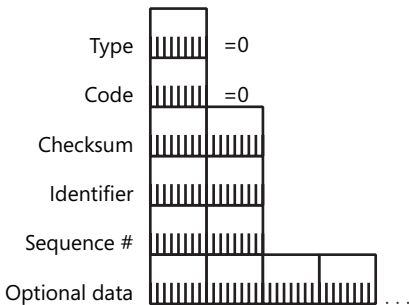 Type =0
Code =0
Checksum
Identifier
Sequence #
Optional data ...